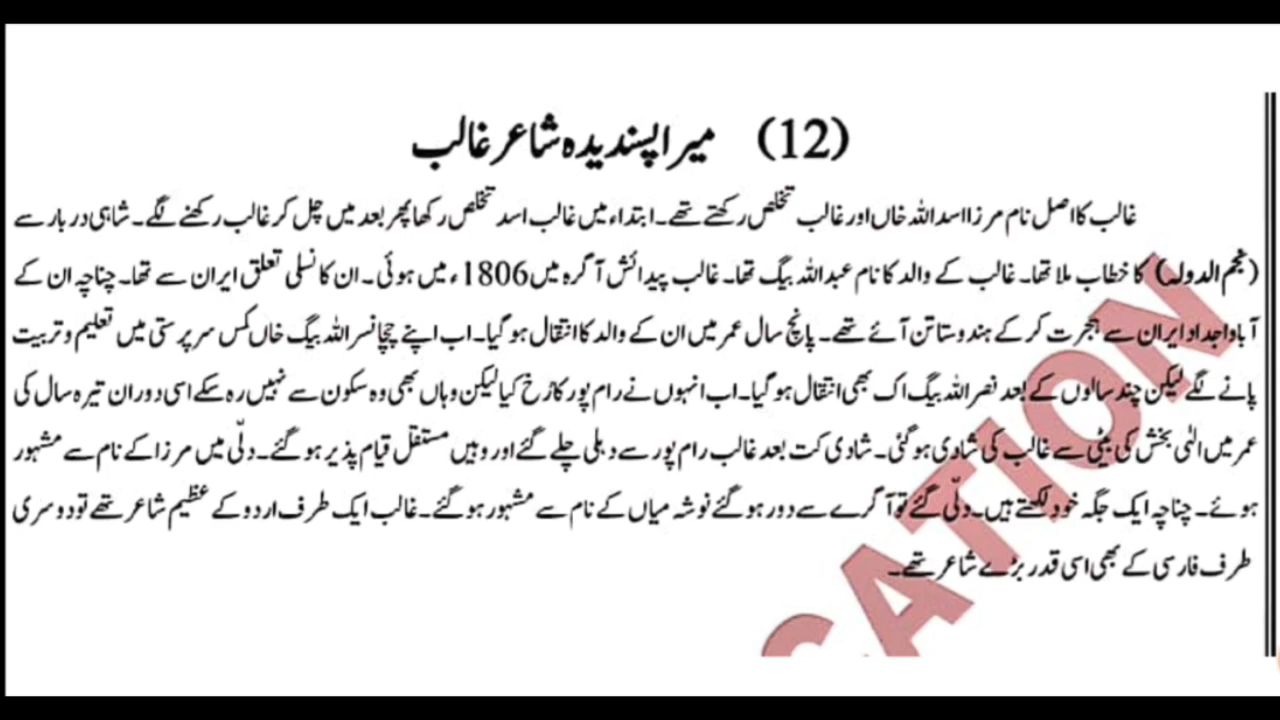 (12) میرا پسندیدہ شاعر غالب
غالب کا اصل نام مرزا اسد اللہ خاں اور غالب تخلص رکھتے تھے۔ ابتداء میں غالب اسد تخلص رکھا پھر بعد میں چل کر غالب رکھنے لگے۔ شاہی دربار سے
(نجم الدولہ) کا خطاب ملا تھا۔ غالب کے والد کا نام عبد اللہ بیگ تھا۔ غالب پیدائش آگرہ میں 1806ء میں ہوئی۔ ان کا نسلی تعلق ایران سے تھا۔ چناچہ ان کے
آباواجداد ایران سے ہجرت کر کے ہندوستاتن آئے تھے۔ پانچ سال عمر میں ان کے والد کا انتقال ہو گیا۔ اب اپنے چچا نسر اللہ بیگ خاں کس سرپرستی میں تعلیم و تربیت
پانے لگے لیکن چند سالوں کے بعد نصر اللہ بیگ اک بھی انتقال ہو گیا۔ اب انہوں نے رام پور کا رُخ کیا لیکن وہاں بھی وہ سکون سے نہیں رہ سکے اسی دوران تیرہ سال کی
عمر میں الٰہی بخش کی بیٹی سے غالب کی شادی ہو گئی۔ شادی کت بعد غالب رام پور سے دہلی چلے گئے اور وہیں مستقل قیام پذیر ہو گئے۔ دلّی میں مرزا کے نام سے مشہور
ہوئے۔ چناچہ ایک جگہ خود لکھتے ہیں۔ دلّی گئے تو آگرے سے دور ہو گئے نوشہ میاں کے نام سے مشہور ہو گئے۔ غالب ایک طرف اردو کے عظیم شاعر تھے تو دوسری
طرف فارسی کے بھی اسی قدر بڑے شاعر تھے۔
CATION